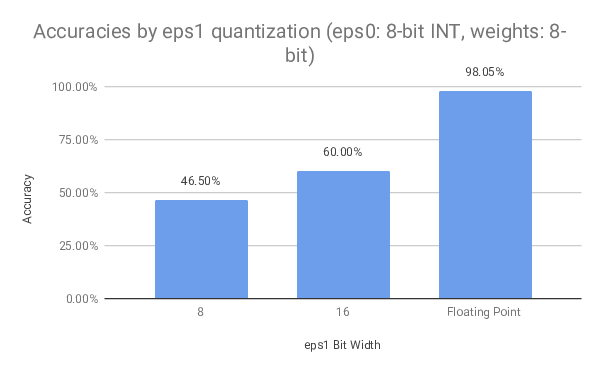 Accuracies by eps1 quantization (eps0: 8-bit INT, weights: 8-
bit)
98.05%
100.00%
75.00%
60.00%
46.50%
50.00%
Accuracy
25.00%
0.00%
8
16
Floating Point
eps1 Bit Width